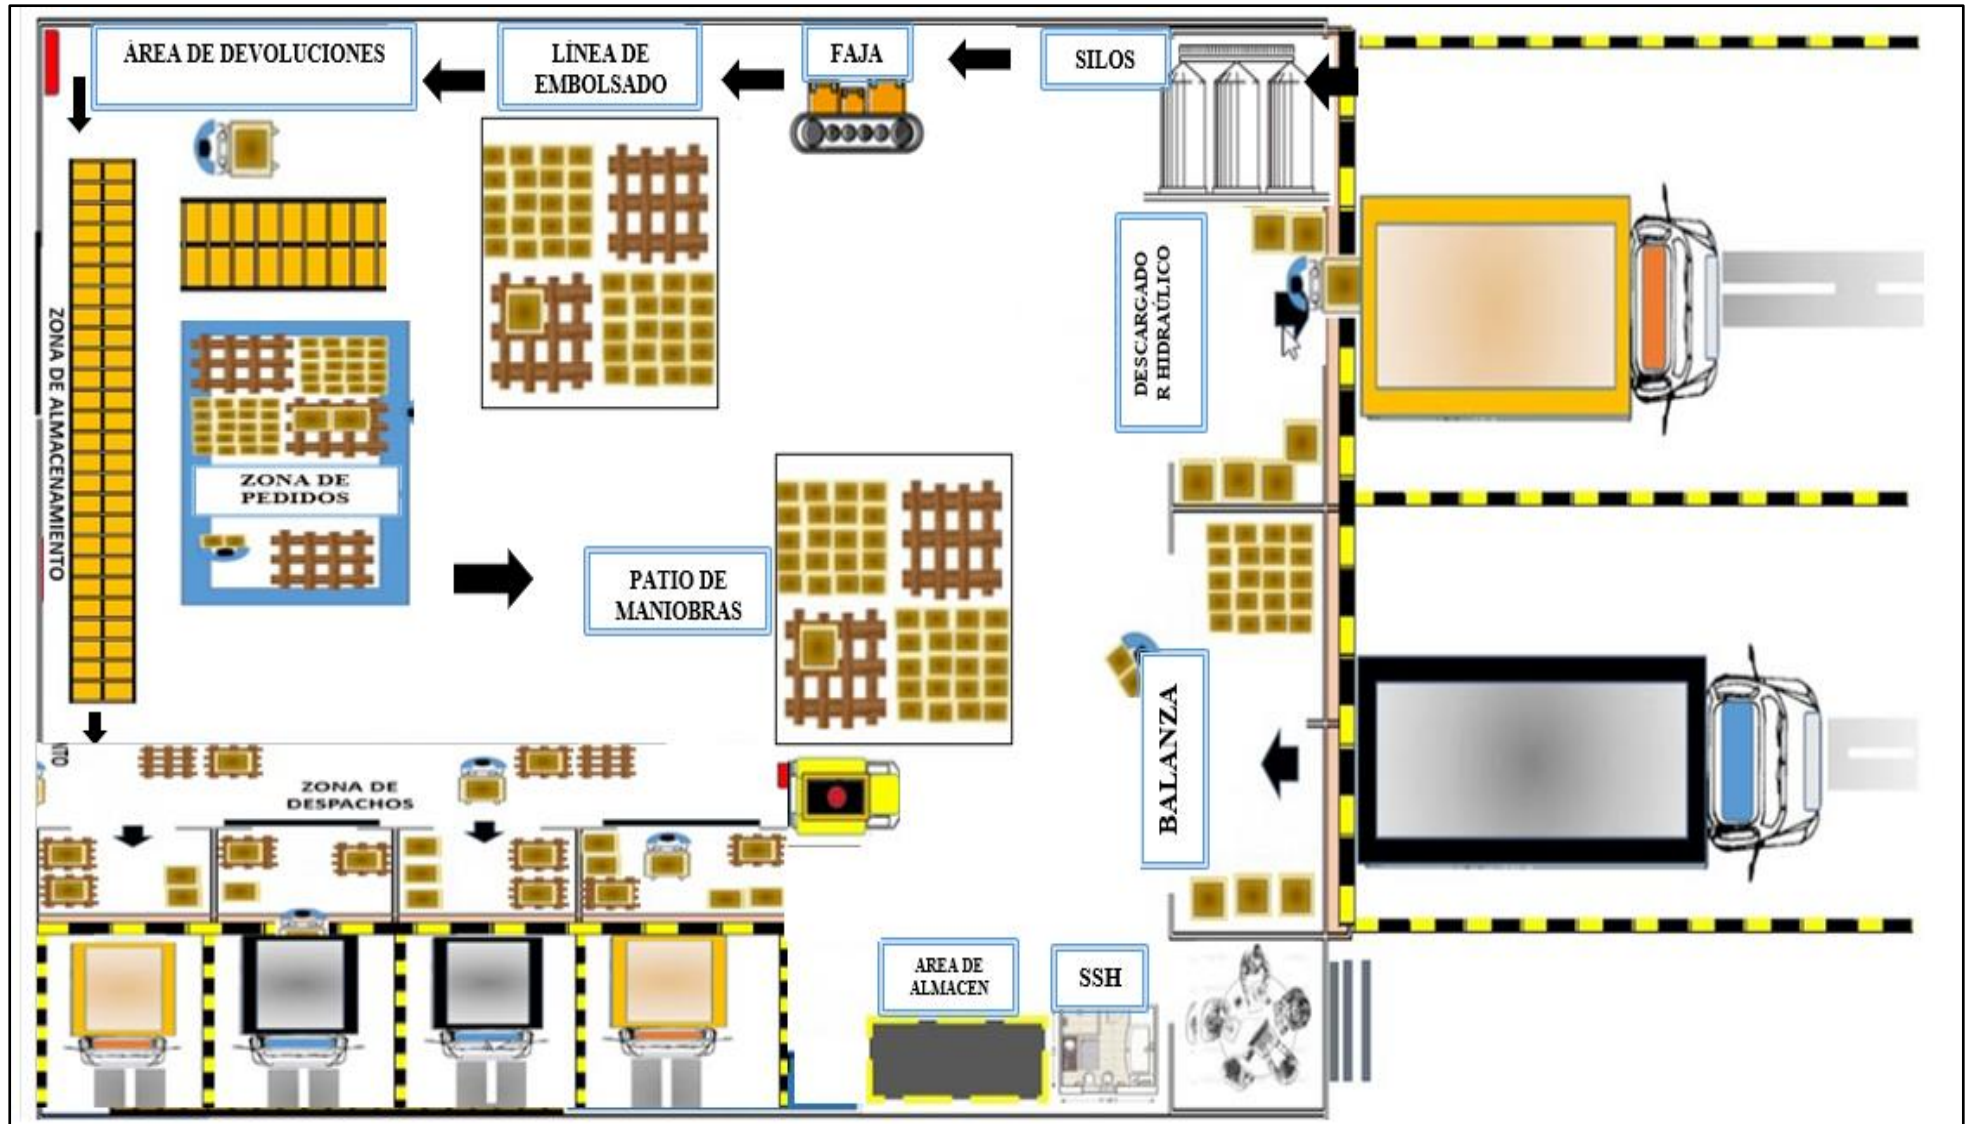 ÁREA DE DEVOLUCIONES
LÍNEA DE
EMBOLSADO
FAJA
SILOS
DESCARGADO
R HIDRAÚLICO
ZONA DE ALMACENAMIENTO
ZONA DE
PEDIDOS
PATIO DE
MANIOBRAS
BALANZA
NTO
ZONA DE
DESPACHOS
AREA DE
ALMACEN
SSH